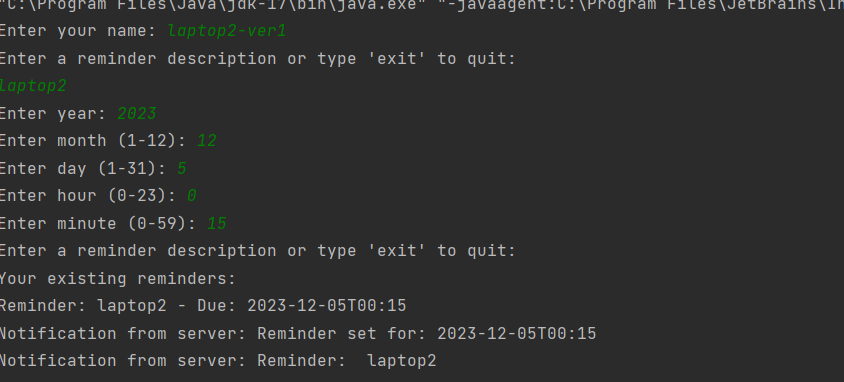 "C:\Program Files\Java\jdk-17\bin\java.exe" "-javaagent:C:\Program Files\JetBrains\
Enter your name: laptop2-ver1
Enter a reminder description or type 'exit' to quit:
laptop2
Enter year: 2023
Enter month (1-12): 12
Enter day (1-31): 5
Enter hour (0-23): 0
Enter minute (0-59): 15
Enter a reminder description or type 'exit' to quit:
Your existing reminders:
Reminder: laptop2 - Due: 2023-12-05T00:15
Notification from server: Reminder set for: 2023-12-05T00:15
Notification from server: Reminder:  laptop2